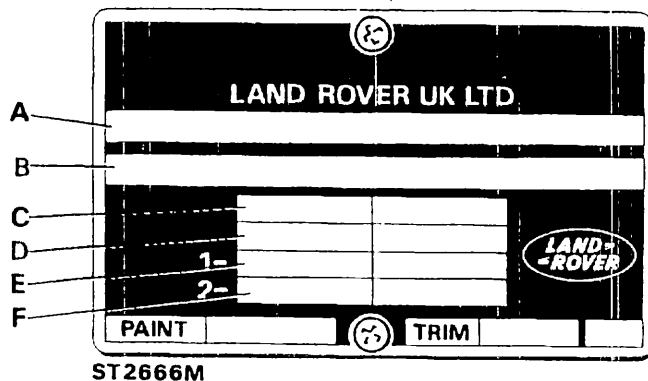 LAND ROVER UK LTD
A
B
C
D
1-
E
2-
F
LAND-
-ROVER
PAINT
TRIM
ST2666M